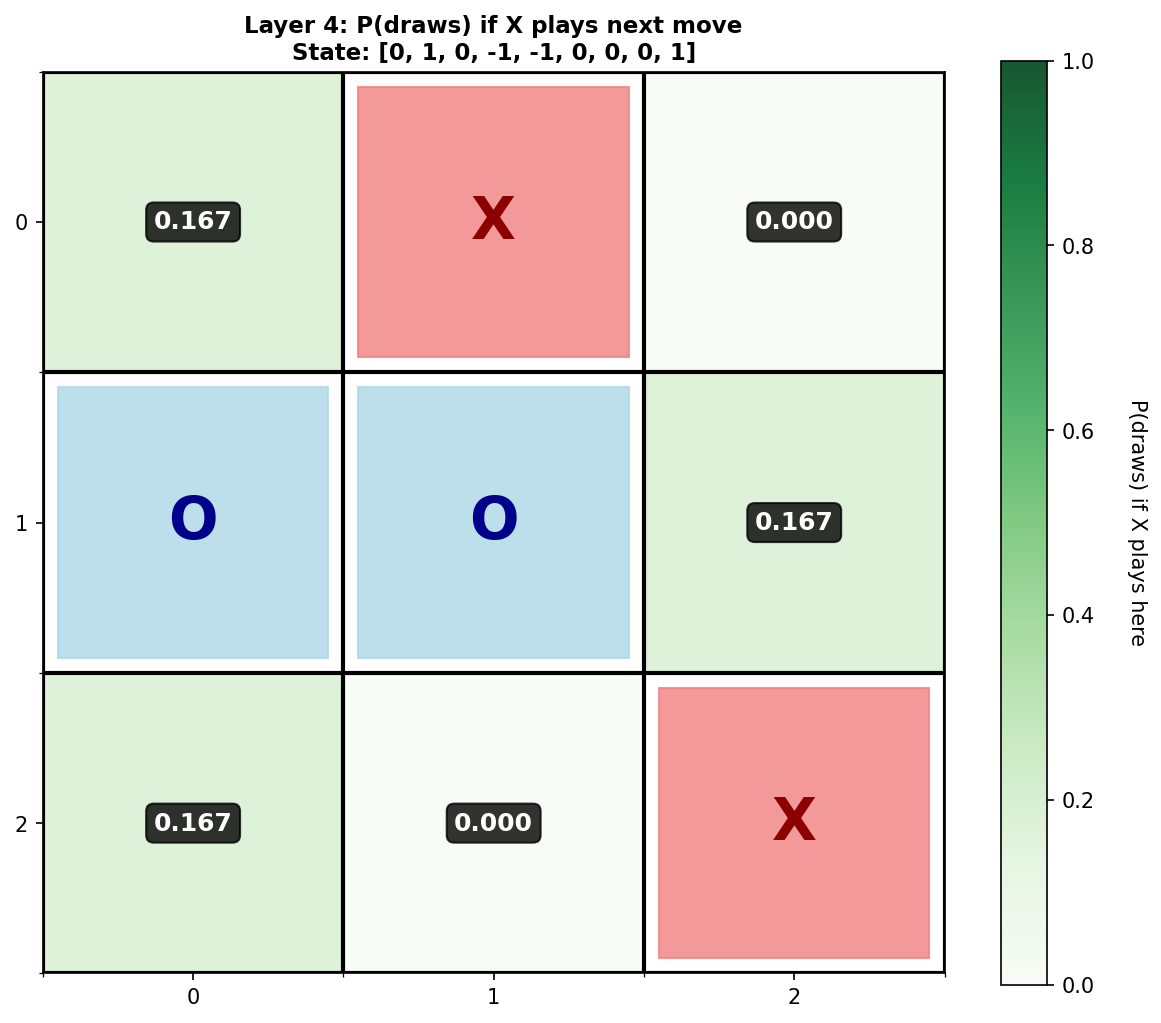 Layer 4: P(draws) if X plays next move
State: [0, 1, 0, -1, -1, 0, 0, 0, 1]
0.167
X
0.000
O
O
0.167
0.167
0.000
X
0
1
2
0
1
2
1.0
0.8
0.6
0.4
0.2
0.0
P(draws) if X plays here